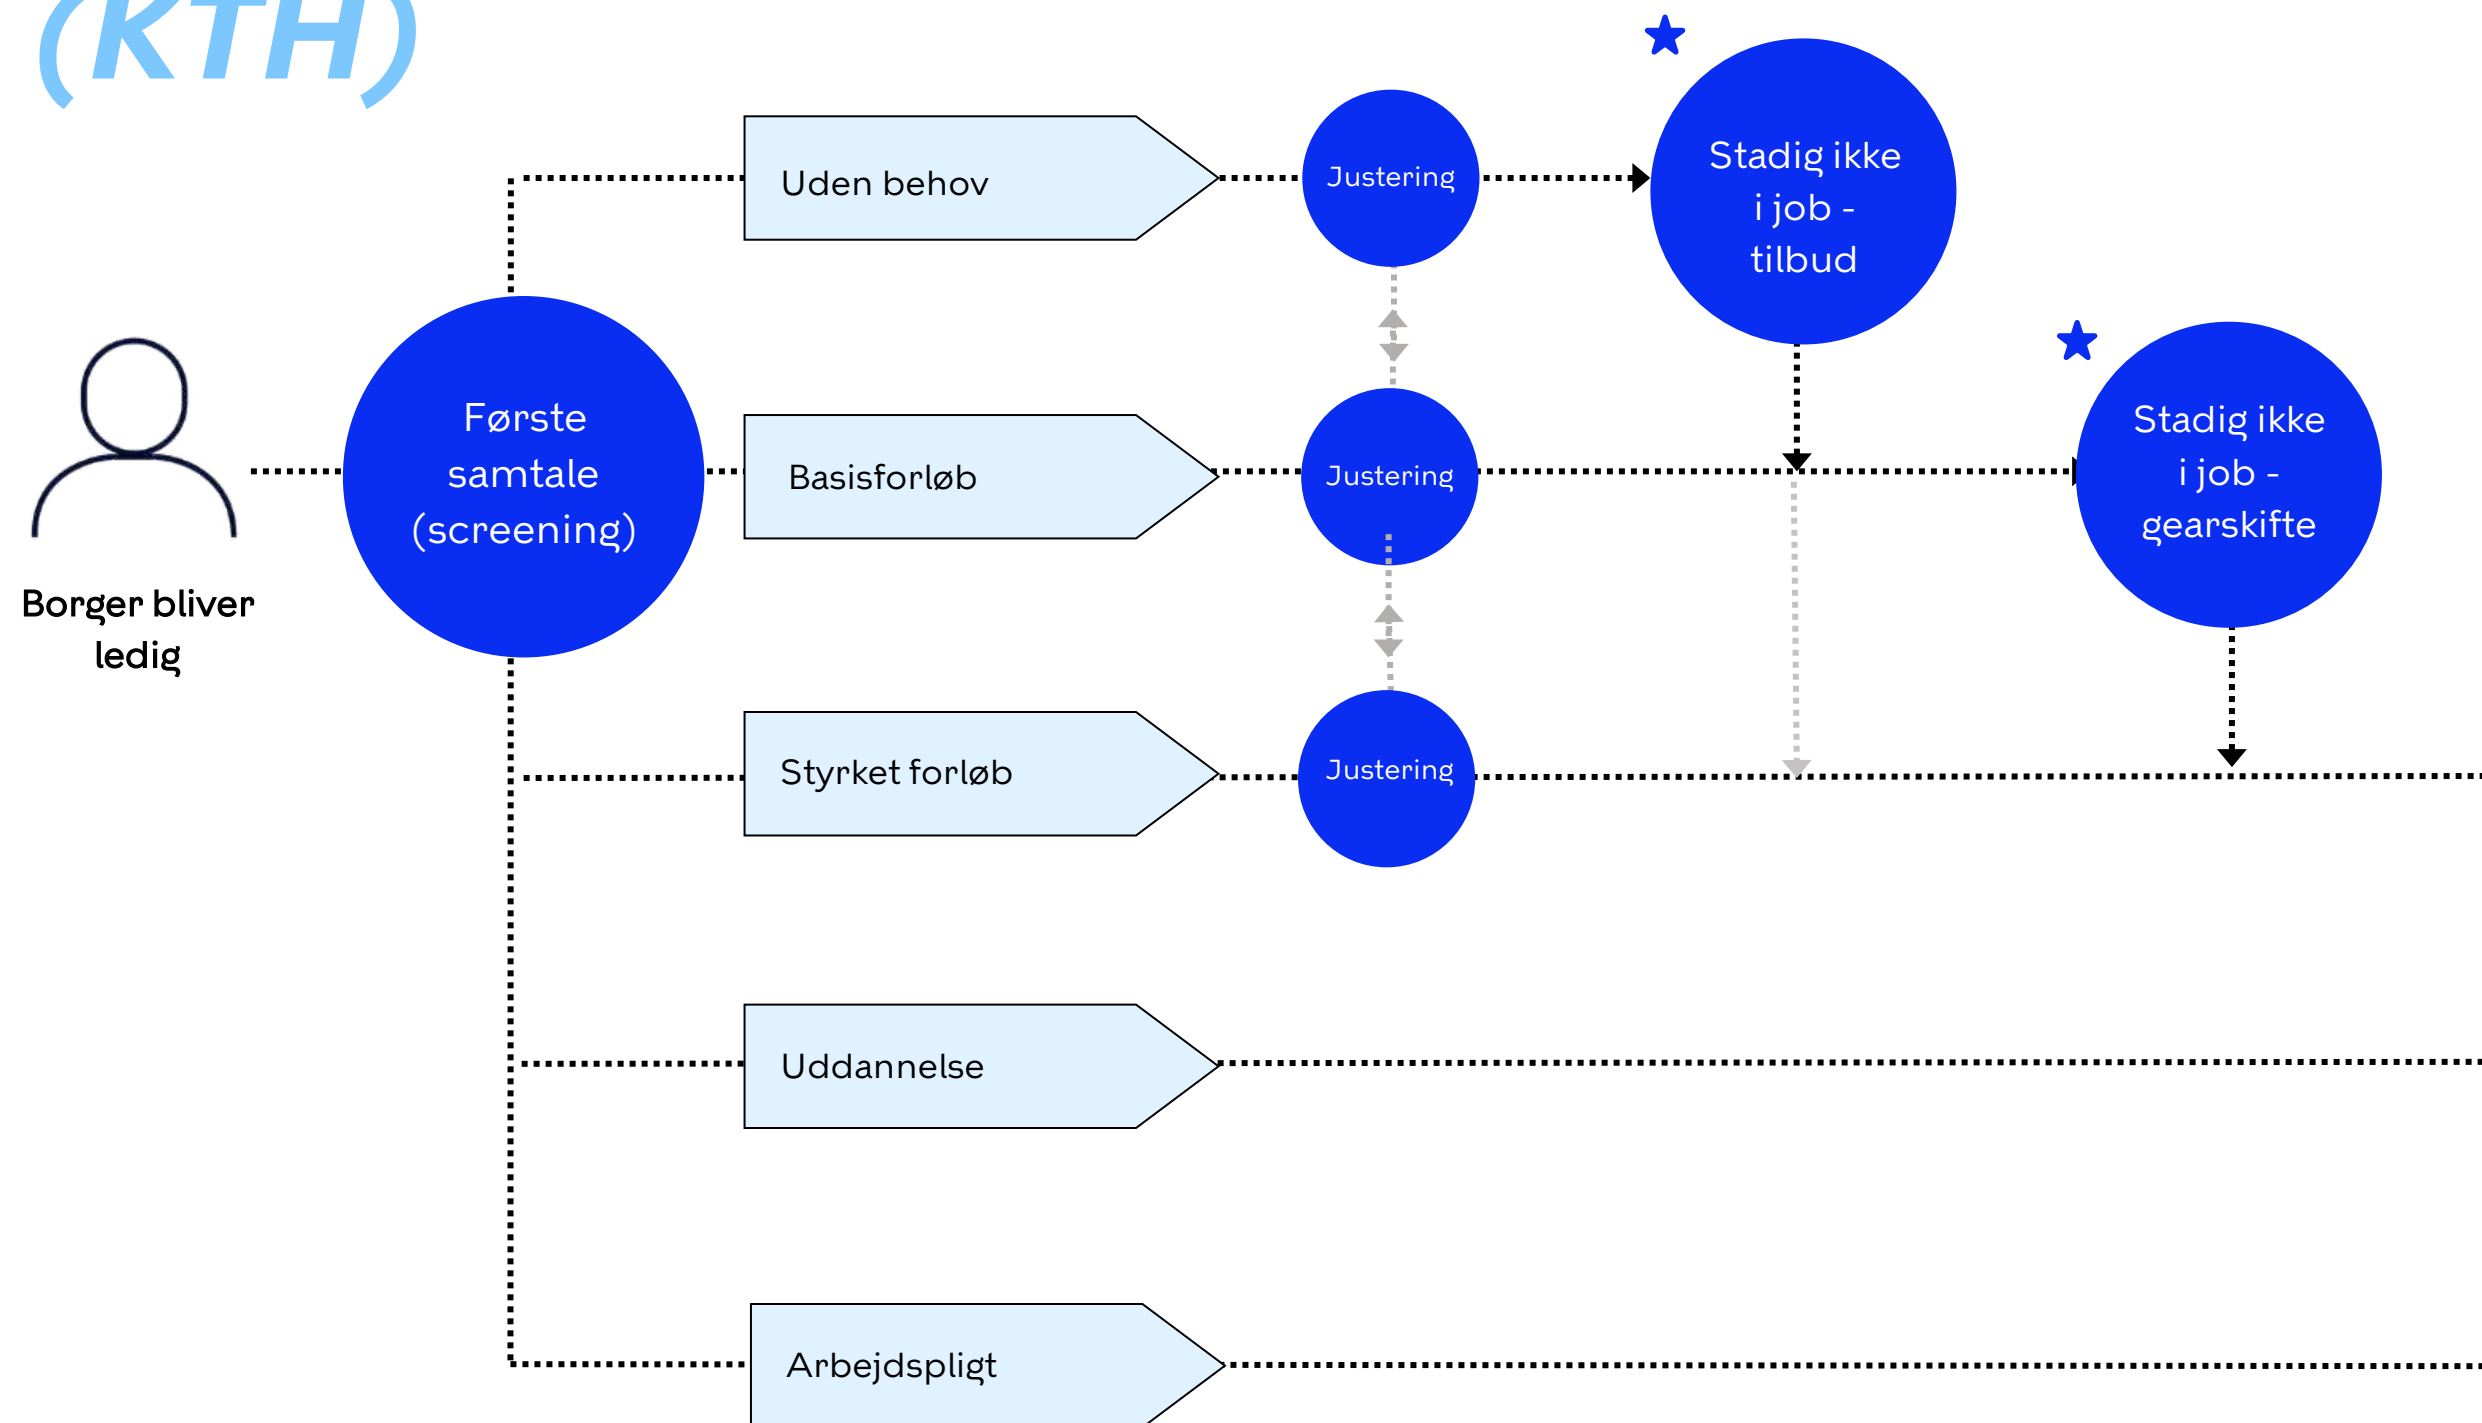 (KTH)
Uden behov
Justering
Stadig ikke
i job -
tilbud
Borger bliver
ledig
Første
samtale
(screening)
Basisforløb
Justering
Stadig ikke
i job -
gearskifte
Styrket forløb
Justering
Uddannelse
Arbejdspligt